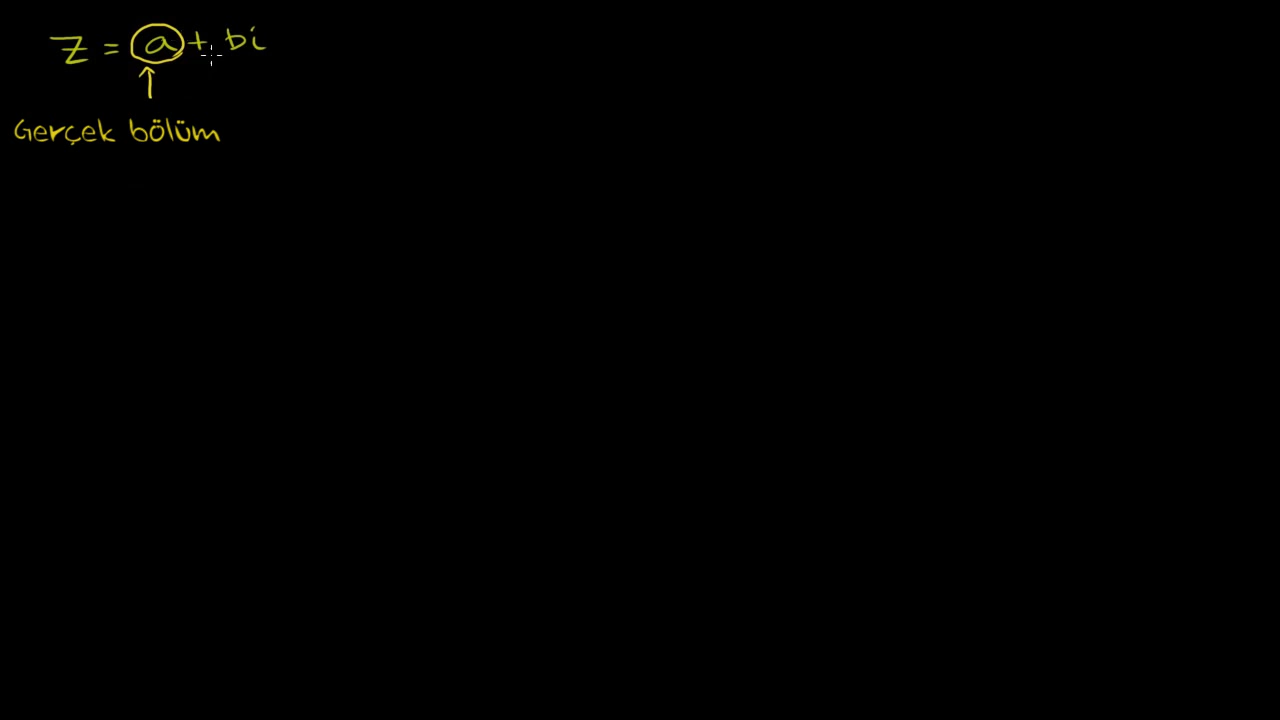 z = a + bi
Gerçek bölüm